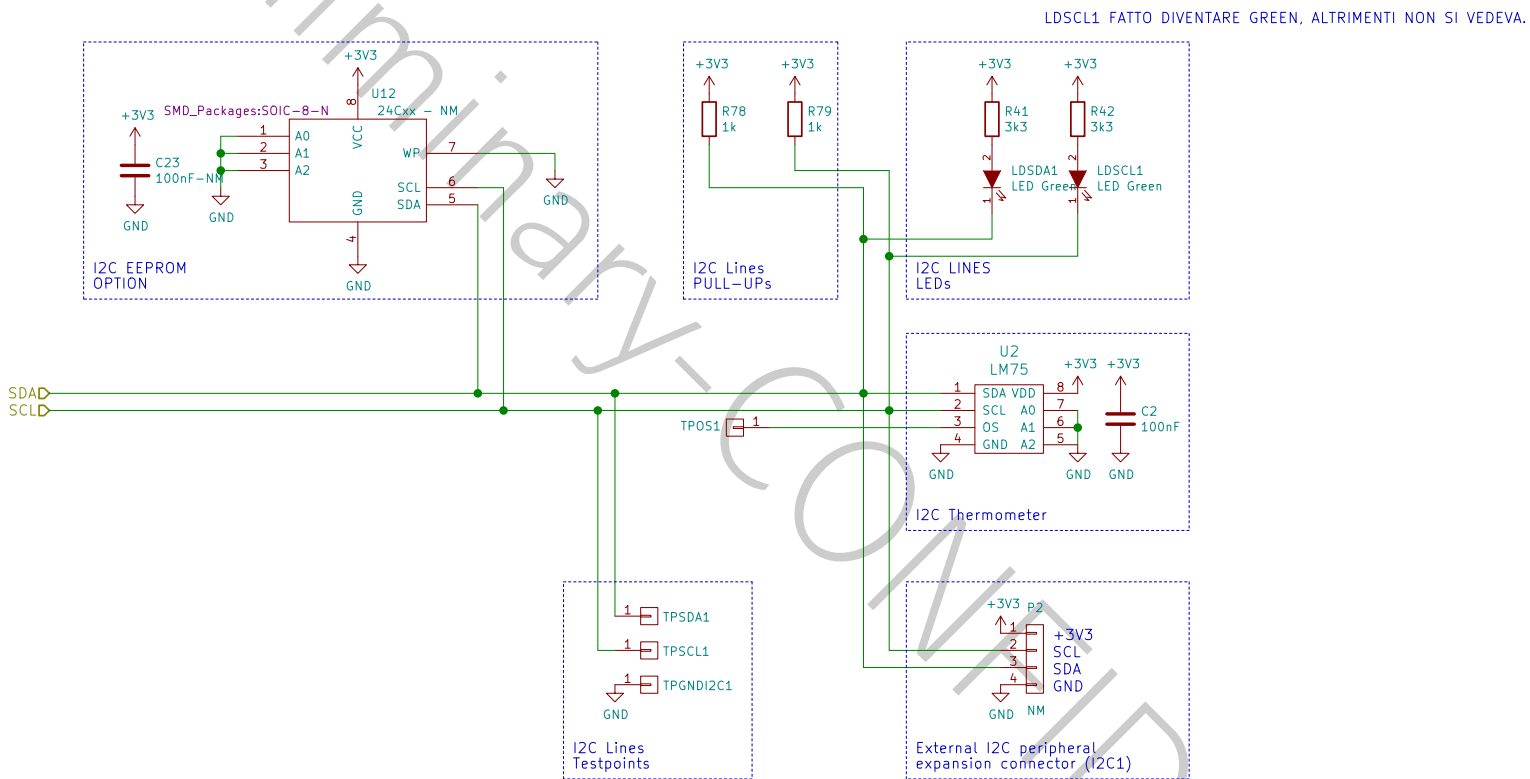 LDSCL1 FATTO DIVENTARE GREEN, ALTRIMENTI NON SI VEDEVA.
+3V3
U12
SMD_Packages:SOIC-8-N
24Cxx - NM
+3V3
C23
100nF-NM
GND
1 A0
2 A1
3 A2
GND
8
VCC
WP 7
SCL 6
SDA 5
GND
4
GND
GND
I2C EEPROM
OPTION
+3V3
+3V3
R78
1k
R79
1k
I2C Lines
PULL-UPs
+3V3
+3V3
R41
3k3
R42
3k3
2
2
LDSDA1
LED Green
LDSCL1
LED Green
1
1
I2C LINES
LEDs
SDA
SCL
U2
LM75
+3V3
+3V3
1 SDA VDD 8
2 SCL A0 7
3 OS A1 6
4 GND A2 5
TPOS1 1
C2
100nF
GND
GND
GND
I2C Thermometer
1 TPSDA1
1 TPSCL1
1 TPGNDI2C1
GND
I2C Lines
Testpoints
+3V3 P2
1 +3V3
2 SCL
3 SDA
4 GND
GND
NM
External I2C peripheral
expansion connector (I2C1)
iminary-CONFID